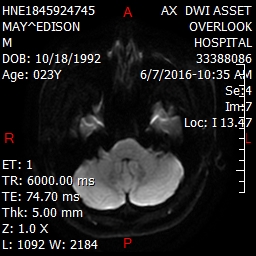 HNE1845924745
MAY^EDISON
M
DOB: 10/18/1992
Age: 023Y
A
AX DWI ASSET
OVERLOOK
HOSPITAL
33388086
6/7/2016-10:35 AM
Se:4
Im:7
Loc: I 13.47
R
L
ET: 1
TR: 6000.00 ms
TE: 74.70 ms
Thk: 5.00 mm
Z: 1.0 X
L: 1092 W: 2184
P